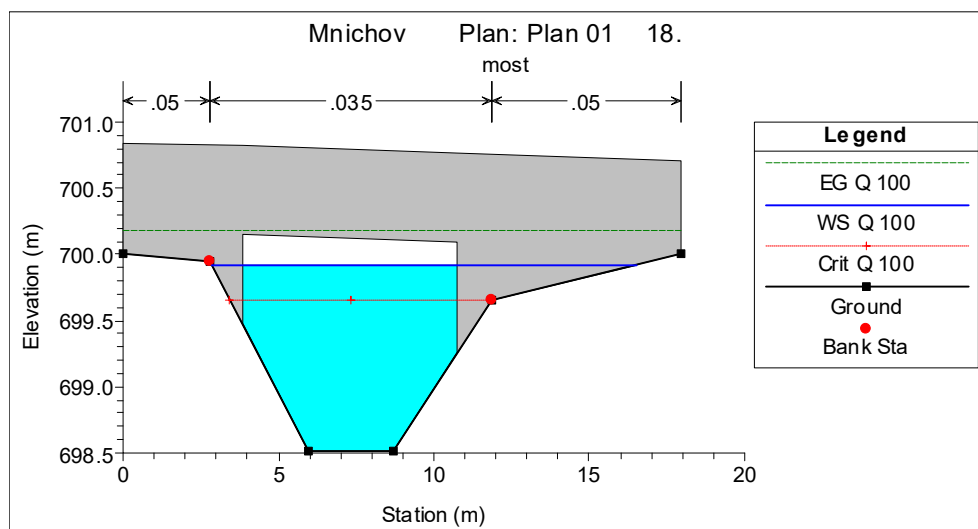 Mnichov Plan: Plan 01 18.
most
.05 .035 .05
701.0
700.5
700.0
699.5
699.0
698.5
Elevation (m)
0 5 10 15 20
Station (m)
Legend
EG Q 100
WS Q 100
Crit Q 100
Ground
Bank Sta